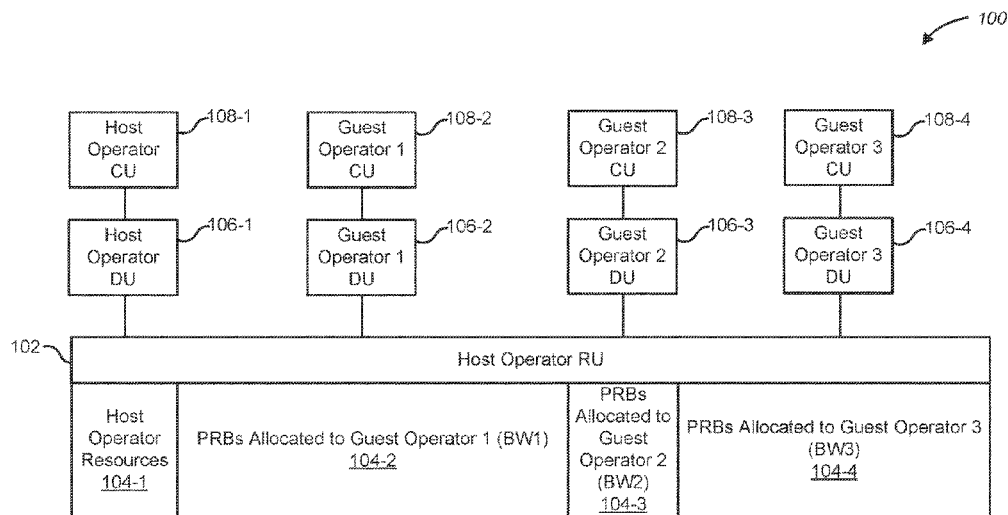 100
Host
Operator
CU
108-1
Guest
Operator 1
CU
108-2
Guest
Operator 2
CU
108-3
Guest
Operator 3
CU
108-4
Host
Operator
DU
106-1
Guest
Operator 1
DU
106-2
Guest
Operator 2
DU
106-3
Guest
Operator 3
DU
106-4
102
Host Operator RU
Host
Operator
Resources
104-1
PRBs Allocated to Guest Operator 1 (BW1)
104-2
PRBs
Allocated to
Guest
Operator 2
(BW2)
104-3
PRBs Allocated to Guest Operator 3
(BW3)
104-4